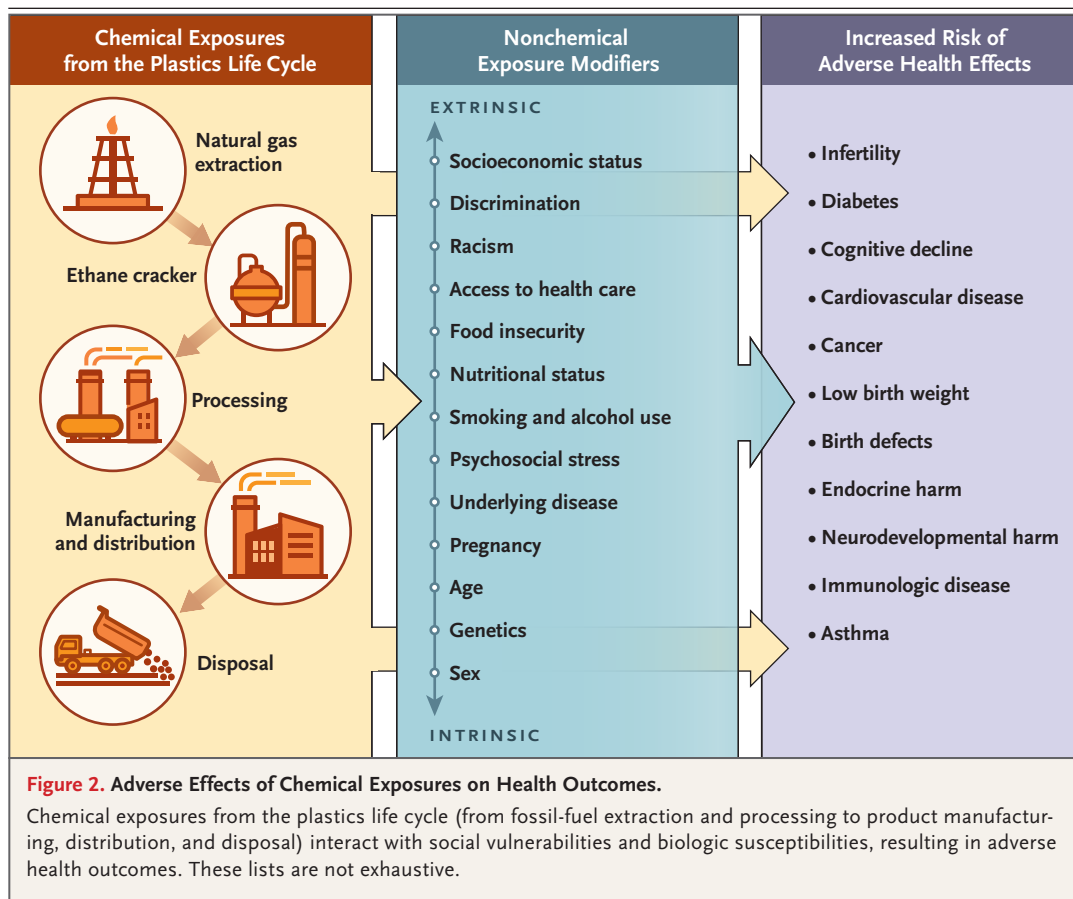 Chemical Exposures
from the Plastics Life Cycle
Natural gas
extraction
Ethane cracker
Processing
Manufacturing
and distribution
Disposal
Nonchemical
Exposure Modifiers
EXTRINSIC
Socioeconomic status
Discrimination
Racism
Access to health care
Food insecurity
Nutritional status
Smoking and alcohol use
Psychosocial stress
Underlying disease
Pregnancy
Age
Genetics
Sex
INTRINSIC
Increased Risk of
Adverse Health Effects
• Infertility
• Diabetes
• Cognitive decline
• Cardiovascular disease
• Cancer
• Low birth weight
• Birth defects
• Endocrine harm
• Neurodevelopmental harm
• Immunologic disease
• Asthma
Figure 2. Adverse Effects of Chemical Exposures on Health Outcomes.
Chemical exposures from the plastics life cycle (from fossil-fuel extraction and processing to product manufactur-
ing, distribution, and disposal) interact with social vulnerabilities and biologic susceptibilities, resulting in adverse
health outcomes. These lists are not exhaustive.